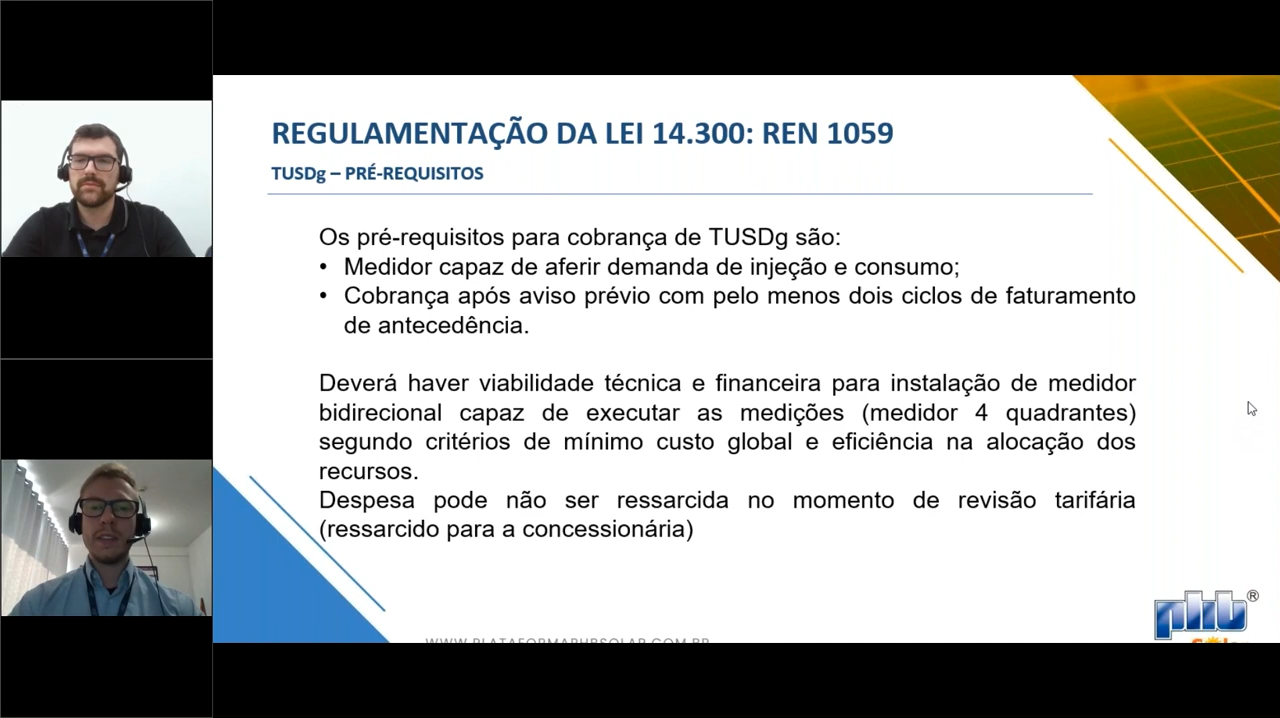 REGULAMENTAÇÃO DA LEI 14.300: REN 1059
TUSDg – PRÉ-REQUISITOS
Os pré-requisitos para cobrança de TUSDg são:
• Medidor capaz de aferir demanda de injeção e consumo;
• Cobrança após aviso prévio com pelo menos dois ciclos de faturamento
de antecedência.
Deverá haver viabilidade técnica e financeira para instalação de medidor
bidirecional capaz de executar as medições (medidor 4 quadrantes)
segundo critérios de mínimo custo global e eficiência na alocação dos
recursos.
Despesa pode não ser ressarcida no momento de revisão tarifária
(ressarcido para a concessionária)
phb®
Solar
WWW.PLATAFORMAPHBSOLAR.COM.BR